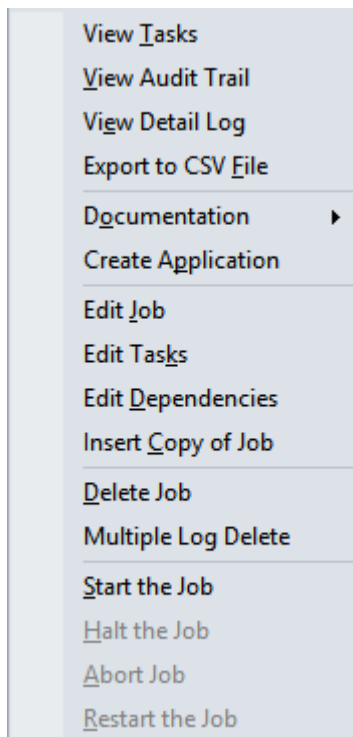 View Tasks
View Audit Trail
View Detail Log
Export to CSV File
Documentation
Create Application
Edit Job
Edit Tasks
Edit Dependencies
Insert Copy of Job
Delete Job
Multiple Log Delete
Start the Job
Halt the Job
Abort Job
Restart the Job